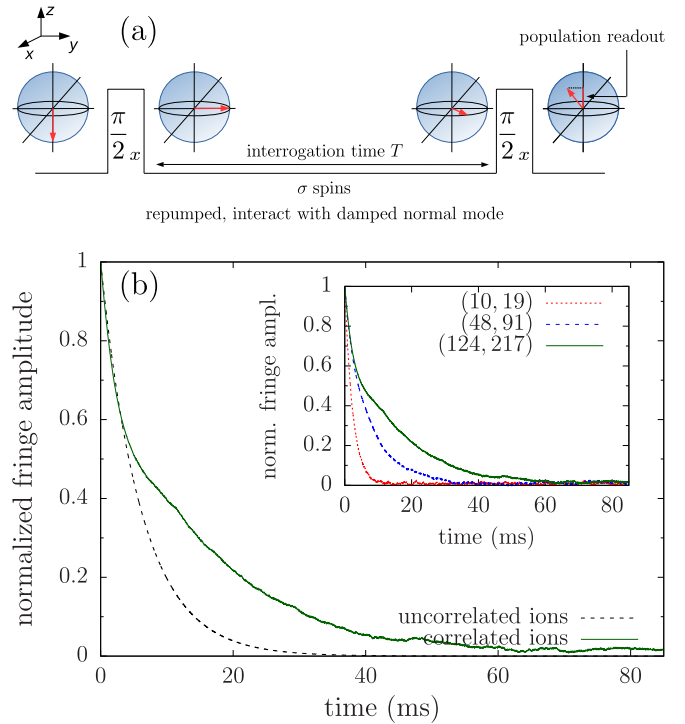 z
y
x
(a)
population readout
π/2 x
π/2 x
interrogation time T
σ spins
repumped, interact with damped normal mode
(b)
normalized fringe amplitude
1
0.8
0.6
0.4
0.2
0
0 20 40 60 80
time (ms)
uncorrelated ions
correlated ions
norm. fringe ampl.
1
0.8
0.6
0.4
0.2
0
0 20 40 60 80
time (ms)
(10, 19)
(48, 91)
(124, 217)